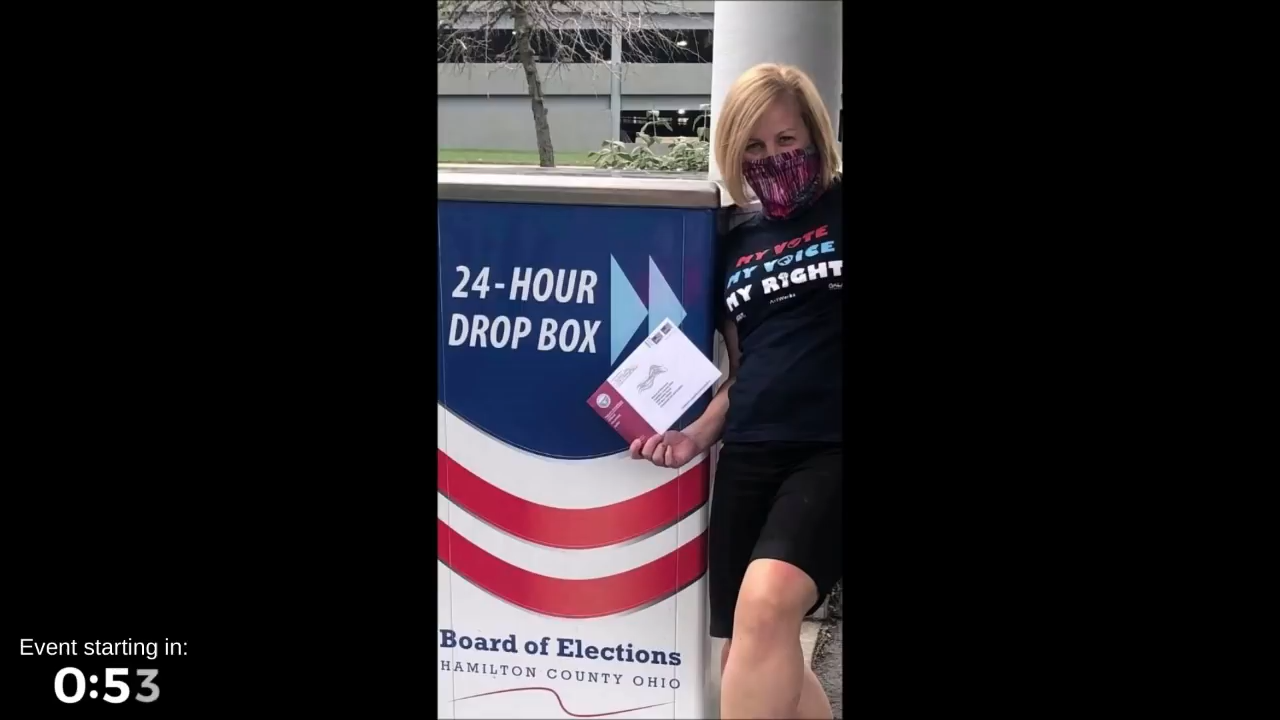 24-HOUR
DROP BOX
MY VOTE
MY VOICE
MY RIGHT
ArtWorks
Board of Elections
HAMILTON COUNTY OHIO
Event starting in:
0:53